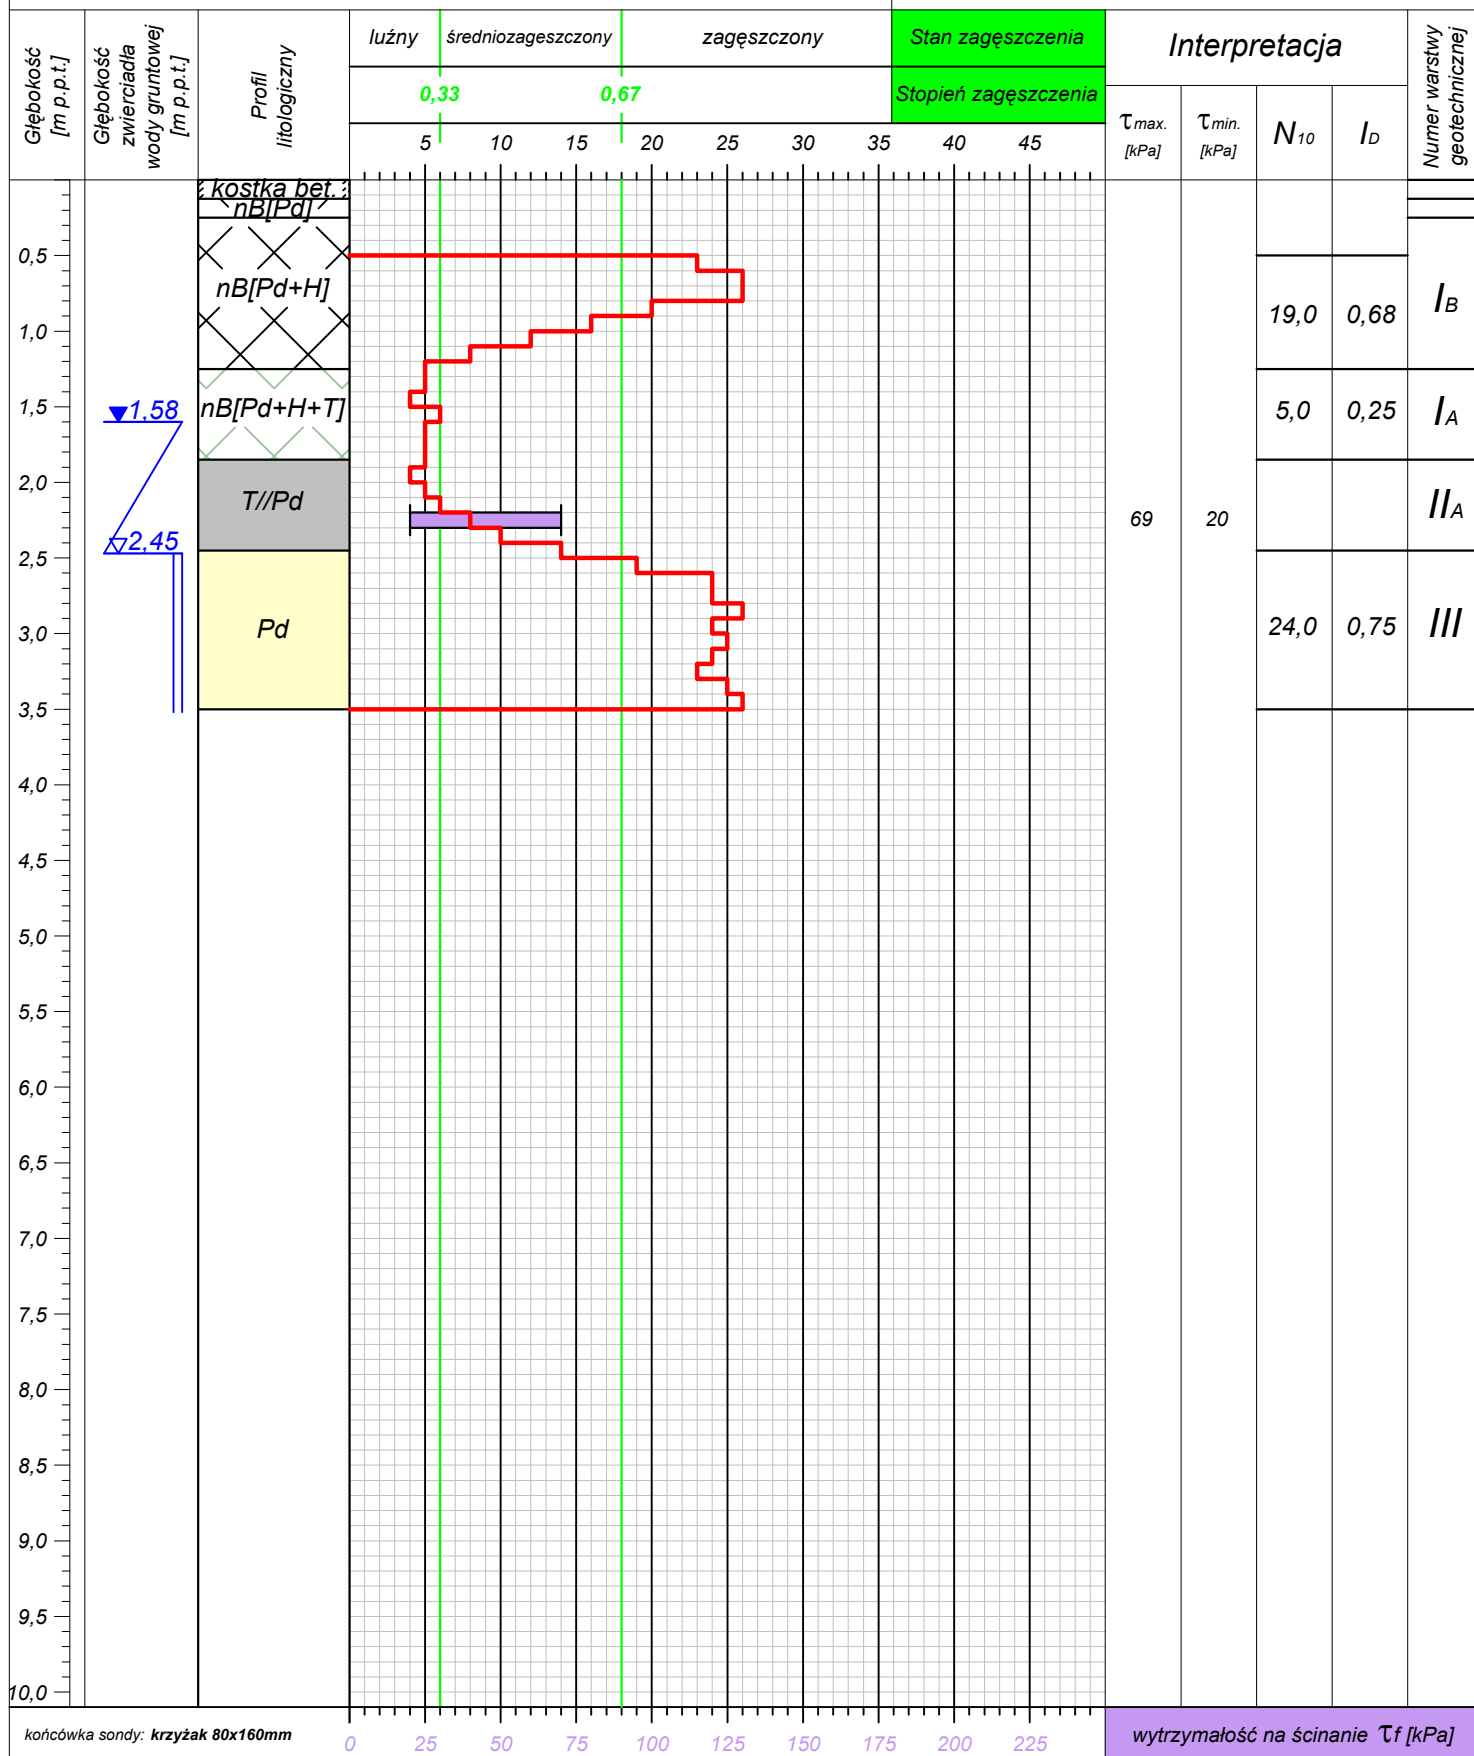 Głębokość
[m p.p.t.]
Głębokość
zwierciadła
wody gruntowej
[m p.p.t.]
Profil
litologiczny
luźny średniozageszczony zagęszczony
Stan zagęszczenia
0,33 0,67
Stopień zagęszczenia
5 10 15 20 25 30 35 40 45
Interpretacja
τmax.
[kPa]
τmin.
[kPa]
N10
ID
Numer warstwy
geotechnicznej
kostka bet.
nB[Pd]
0,5
nB[Pd+H]
19,0 0,68 IB
1,0
1,5
1,58
nB[Pd+H+T]
5,0 0,25 IA
2,0
T//Pd
69 20
IIA
2,45
2,5
Pd
24,0 0,75 III
3,0
3,5
4,0
4,5
5,0
5,5
6,0
6,5
7,0
7,5
8,0
8,5
9,0
9,5
10,0
końcówka sondy: krzyżak 80x160mm
0 25 50 75 100 125 150 175 200 225
wytrzymałość na ścinanie τf [kPa]